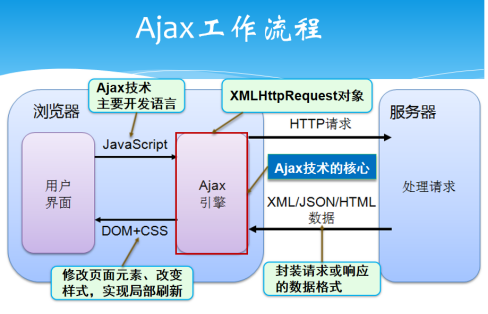 Ajax工作流程
Ajax技术
主要开发语言
XMLHttpRequest对象
浏览器
服务器
HTTP请求
JavaScript
Ajax技术的核心
用户
界面
Ajax
引擎
处理请求
XML/JSON/HTML
数据
DOM+CSS
修改页面元素、改变
样式，实现局部刷新
封装请求或响应
的数据格式